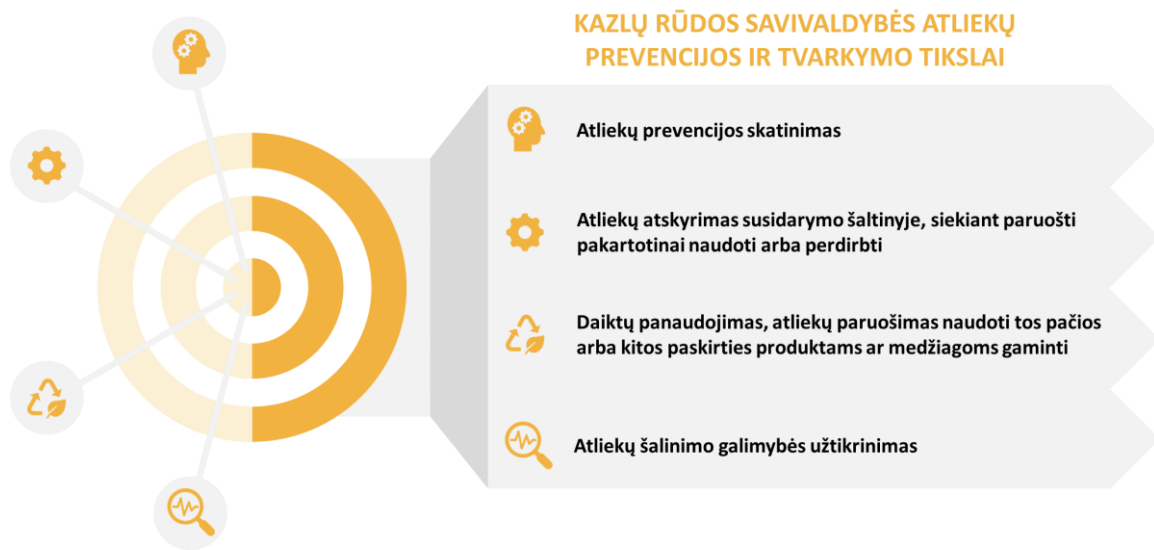 KAZLŲ RŪDOS SAVIVALDYBĖS ATLIEKŲ
PREVENCIJOS IR TVARKYMO TIKSLAI
Atliekų prevencijos skatinimas
Atliekų atskyrimas susidarymo šaltinyje, siekiant paruošti
pakartotinai naudoti arba perdirbti
Daiktų panaudojimas, atliekų paruošimas naudoti tos pačios
arba kitos paskirties produktams ar medžiagoms gaminti
Atliekų šalinimo galimybės užtikrinimas